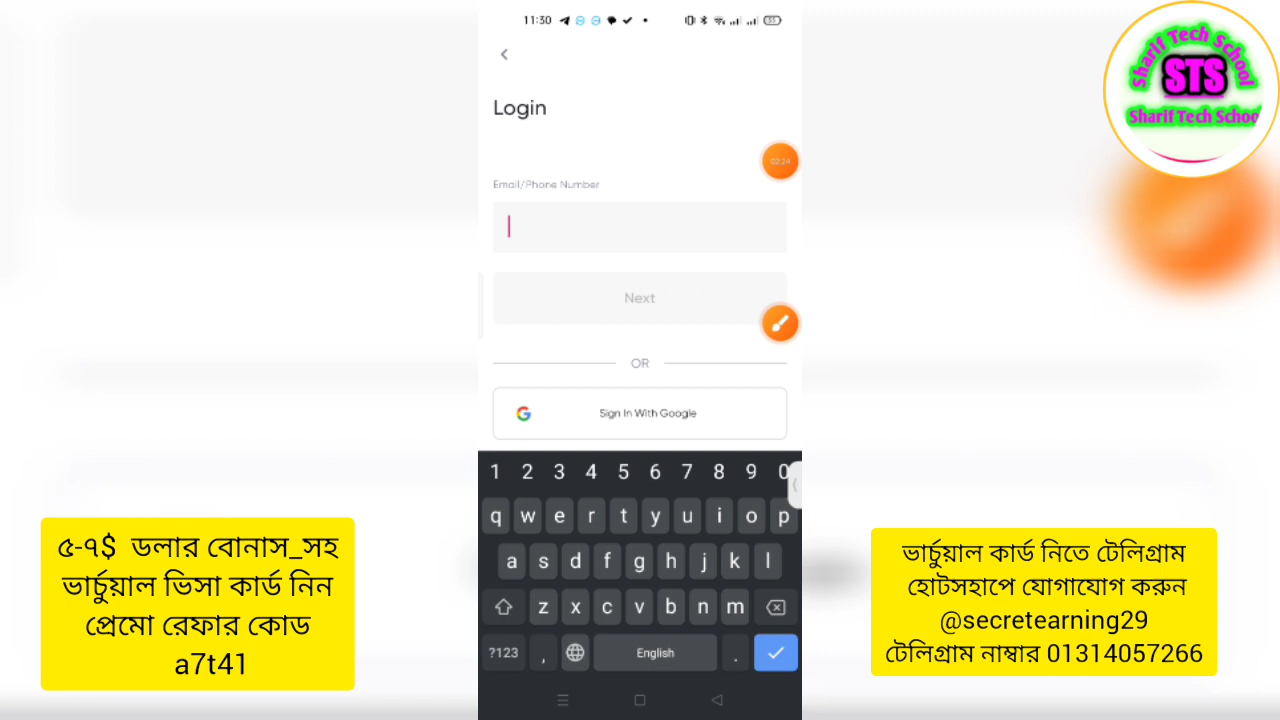 11:30
55
Login
02:24
Email/Phone Number
Next
OR
Sign In With Google
1 2 3 4 5 6 7 8 9 0
q w e r t y u i o p
a s d f g h j k l
z x c v b n m
?123 , English .
Sharif Tech School
STS
Sharif Tech Schoo
৫-৭$ ডলার বোনাস_সহ
ভার্চুয়াল ভিসা কার্ড নিন
প্রেমো রেফার কোড
a7t41
ভার্চুয়াল কার্ড নিতে টেলিগ্রাম
হোটসহাপে যোগাযোগ করুন
@secretearning29
টেলিগ্রাম নাম্বার 01314057266